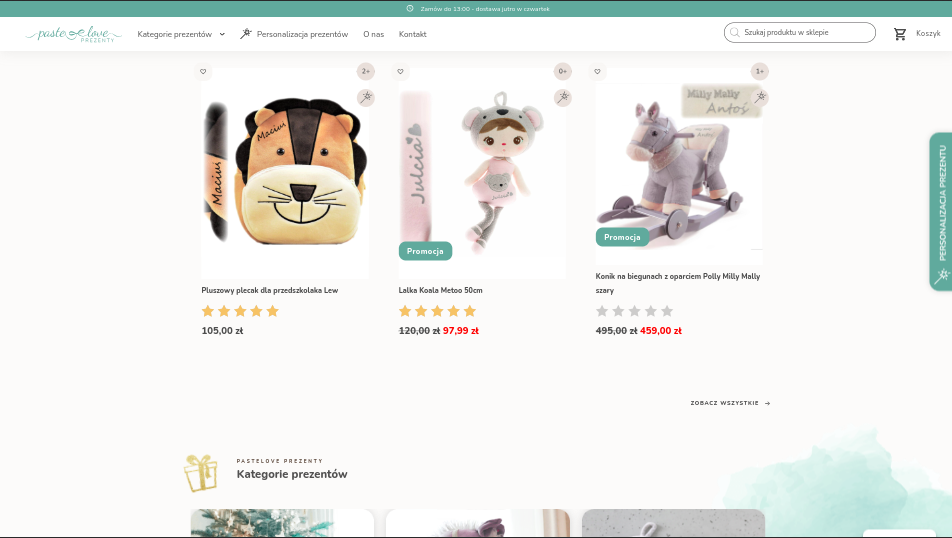 Zamów do 13:00 - dostawa jutro w czwartek
pastelove
PREZENTY
Kategorie prezentów
Personalizacja prezentów
O nas
Kontakt
Szukaj produktu w sklepie
Koszyk
2+
0+
1+
Maciuś
Maciuś
Julcia
Milly Mally
Antoś
PERSONALIZACJA PREZENTU
Promocja
Promocja
Pluszowy plecak dla przedszkolaka Lew
105,00 zł
Lalka Koala Metoo 50cm
120,00 zł 97,99 zł
Konik na biegunach z oparciem Polly Milly Mally
szary
495,00 zł 459,00 zł
ZOBACZ WSZYSTKIE →
PASTELOVE PREZENTY
Kategorie prezentów